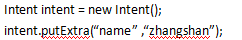 Intent intent = new Intent();
intent.putExtra(“name” ,“zhangshan”);